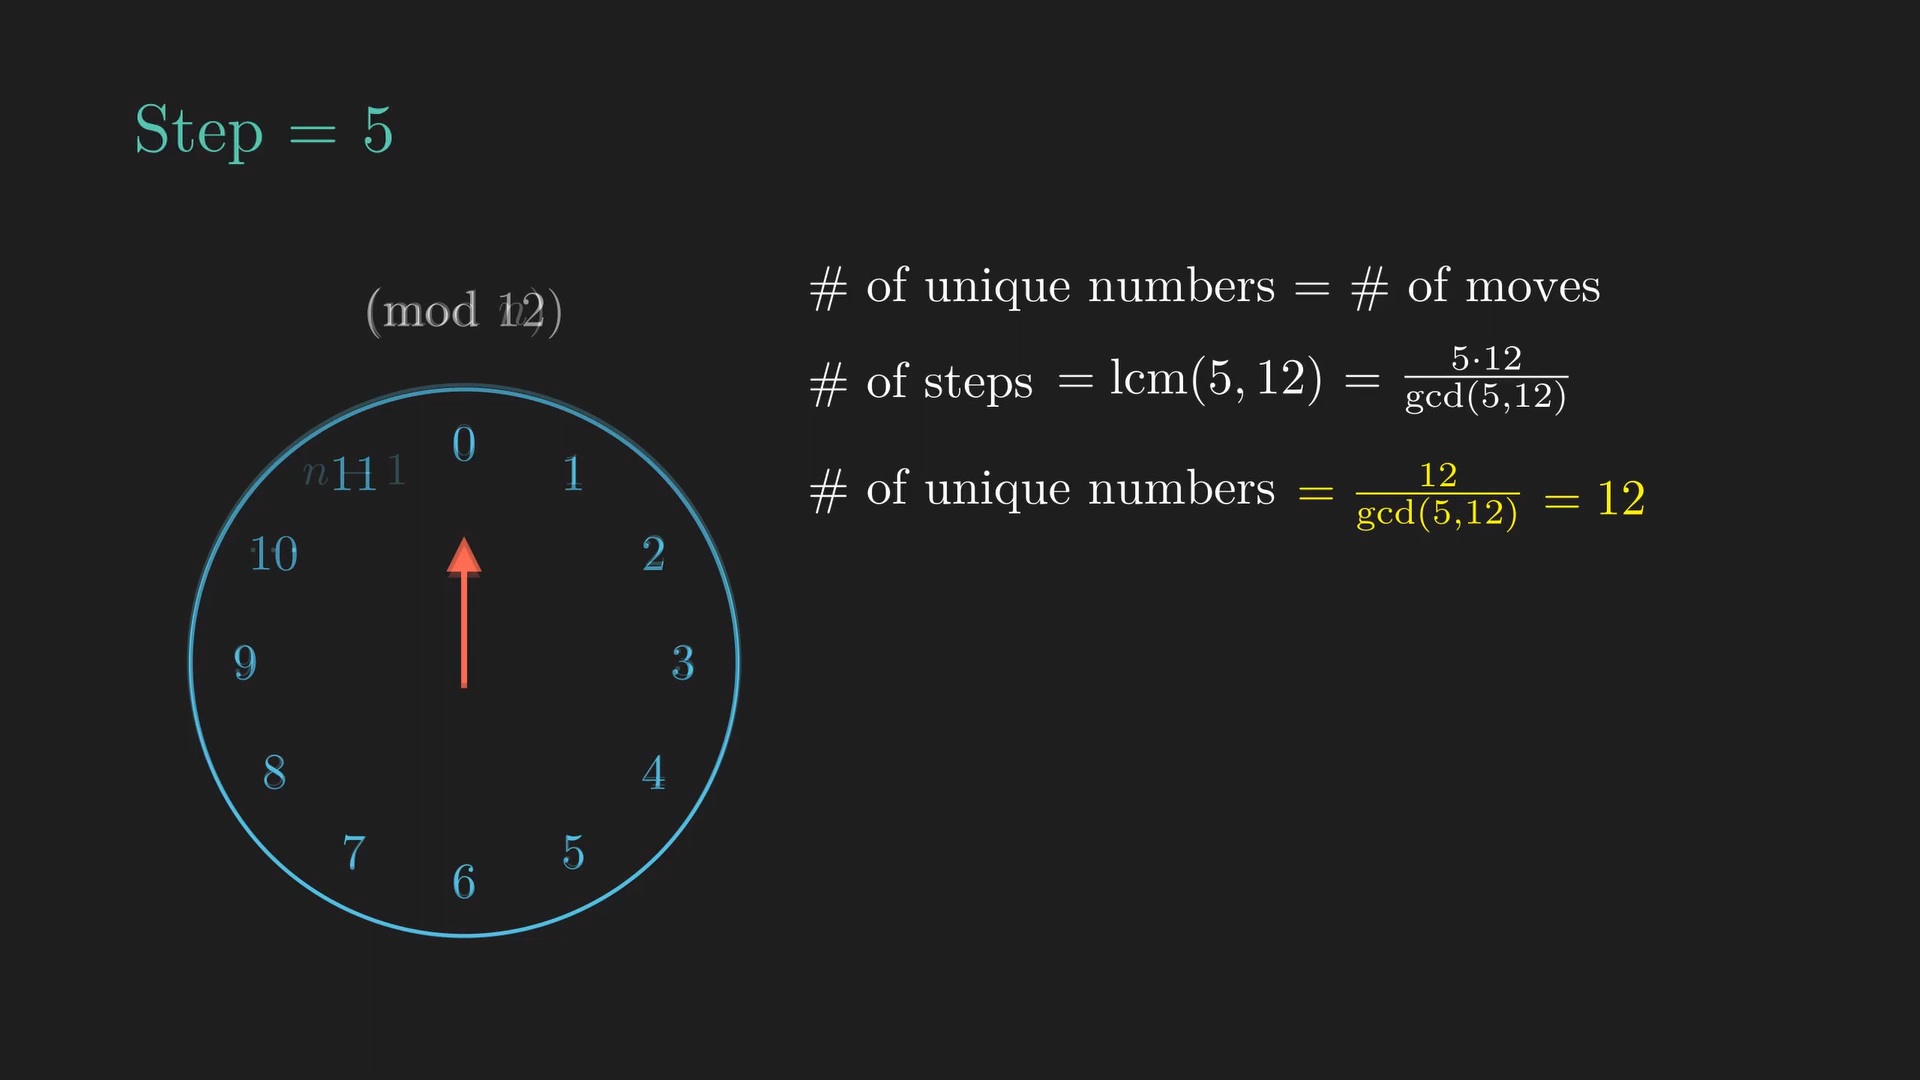 Step = 5
(mod 12)
# of unique numbers = # of moves
# of steps = lcm(5, 12) = 5·12 / gcd(5,12)
# of unique numbers = 12 / gcd(5,12) = 12
0
1
2
3
4
5
6
7
8
9
10
11
n − 1